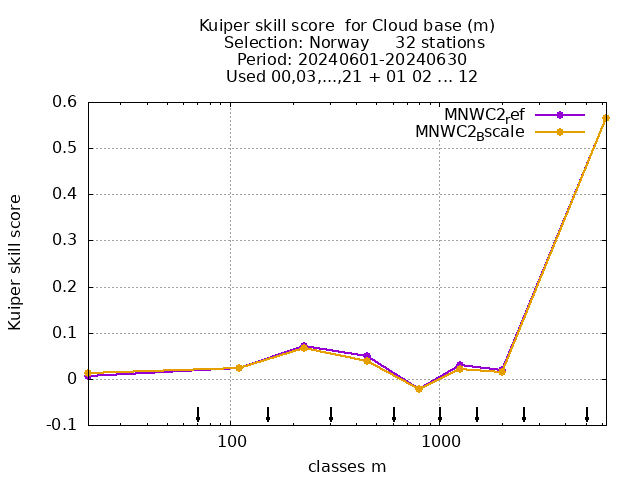 Kuiper skill score  for Cloud base (m)
Selection: Norway     32 stations
Period: 20240601-20240630
Used 00,03,...,21 + 01 02 ... 12
MNWC2ref
MNWC2Bscale
0.6
0.5
0.4
0.3
0.2
0.1
0
-0.1
Kuiper skill score
100
1000
classes m